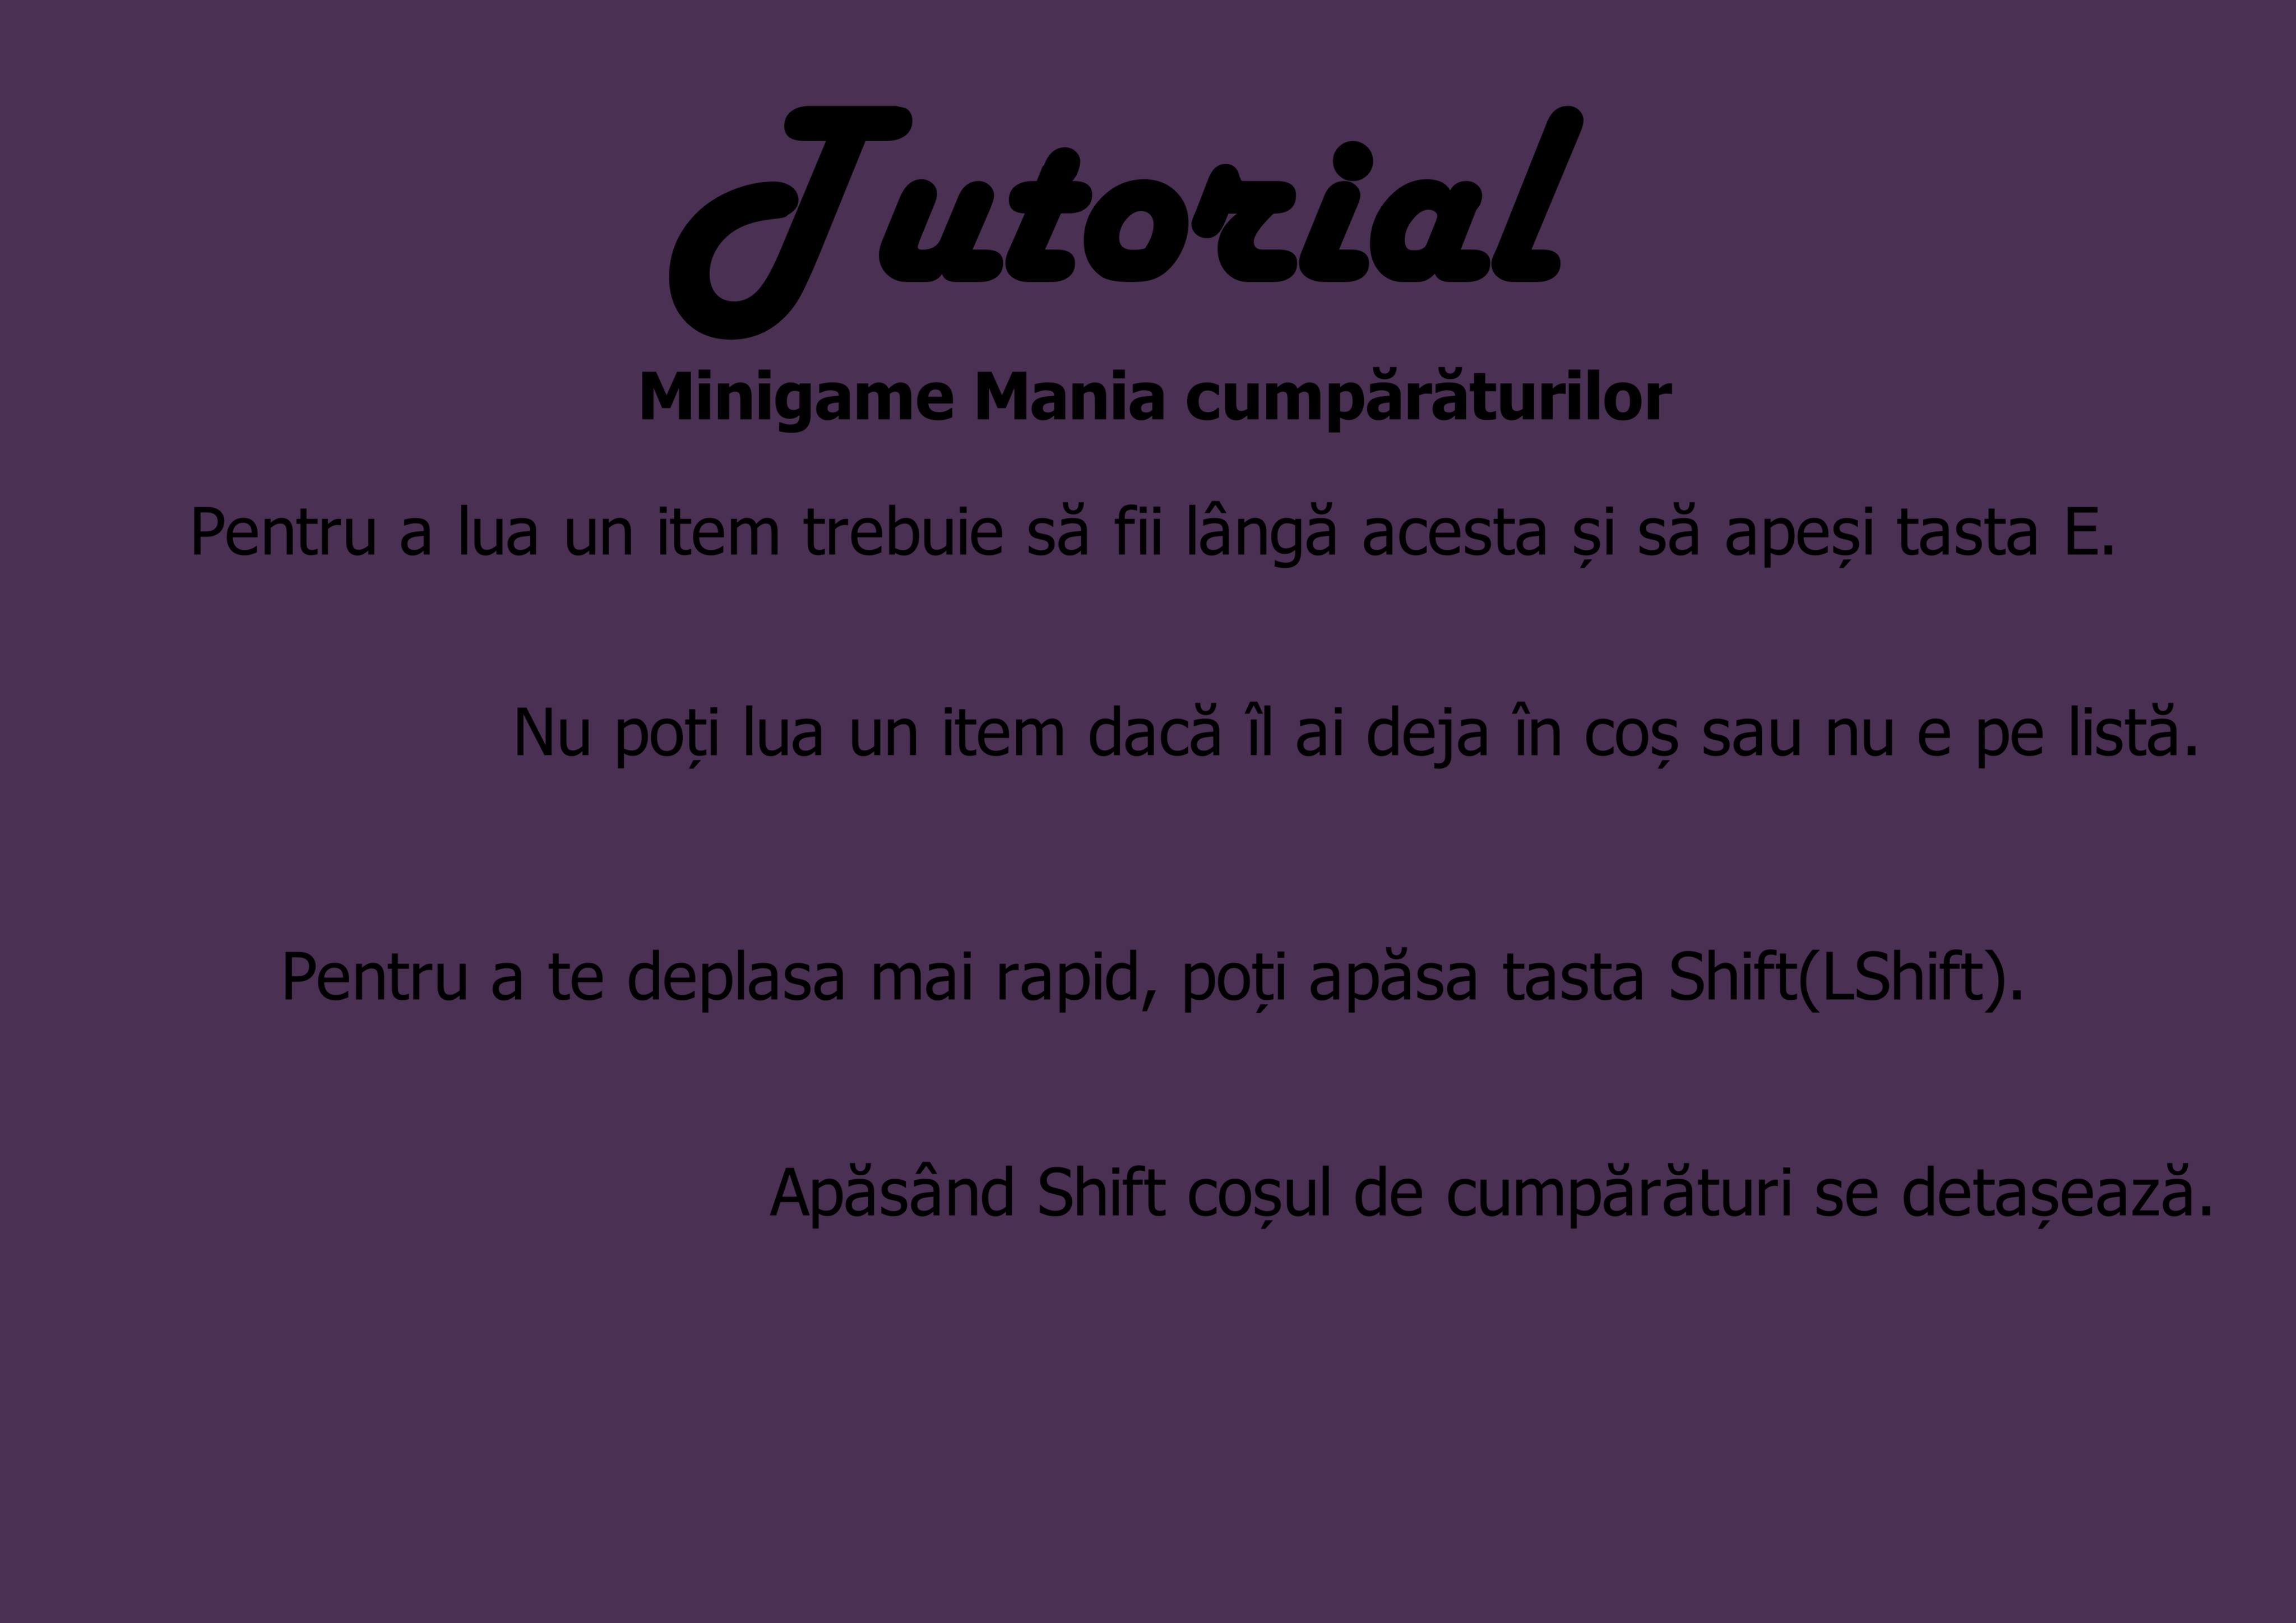 Tutorial
Minigame Mania cumpărăturilor
Pentru a lua un item trebuie să fii lângă acesta și să apeși tasta E.
Nu poți lua un item dacă îl ai deja în coș sau nu e pe listă.
Pentru a te deplasa mai rapid, poți apăsa tasta Shift(LShift).
Apăsând Shift coșul de cumpărături se detașează.